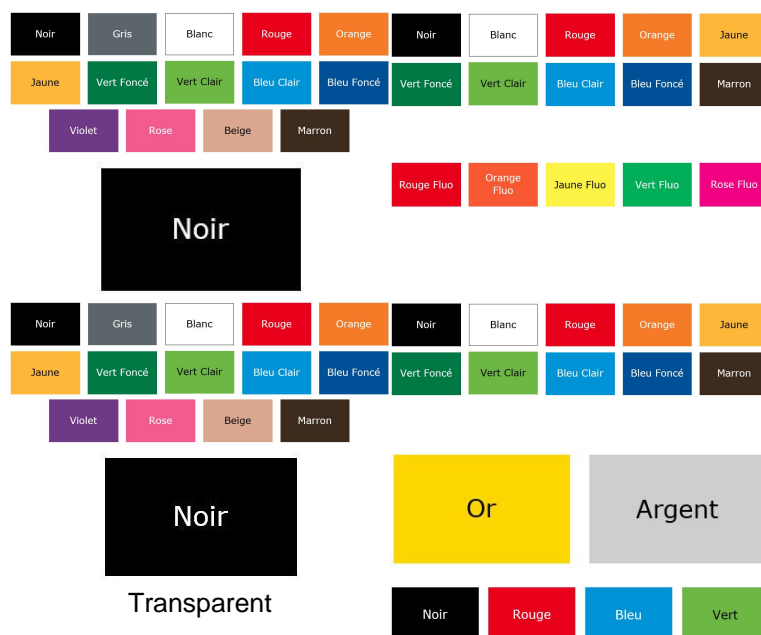 Noir Gris Blanc Rouge Orange Noir Blanc Rouge Orange Jaune
Jaune Vert Foncé Vert Clair Bleu Clair Bleu Foncé Vert Foncé Vert Clair Bleu Clair Bleu Foncé Marron
Violet Rose Beige Marron
Rouge Fluo Orange Fluo Jaune Fluo Vert Fluo Rose Fluo
Noir
Noir Gris Blanc Rouge Orange Noir Blanc Rouge Orange Jaune
Jaune Vert Foncé Vert Clair Bleu Clair Bleu Foncé Vert Foncé Vert Clair Bleu Clair Bleu Foncé Marron
Violet Rose Beige Marron
Noir
Or Argent
Transparent
Noir Rouge Bleu Vert